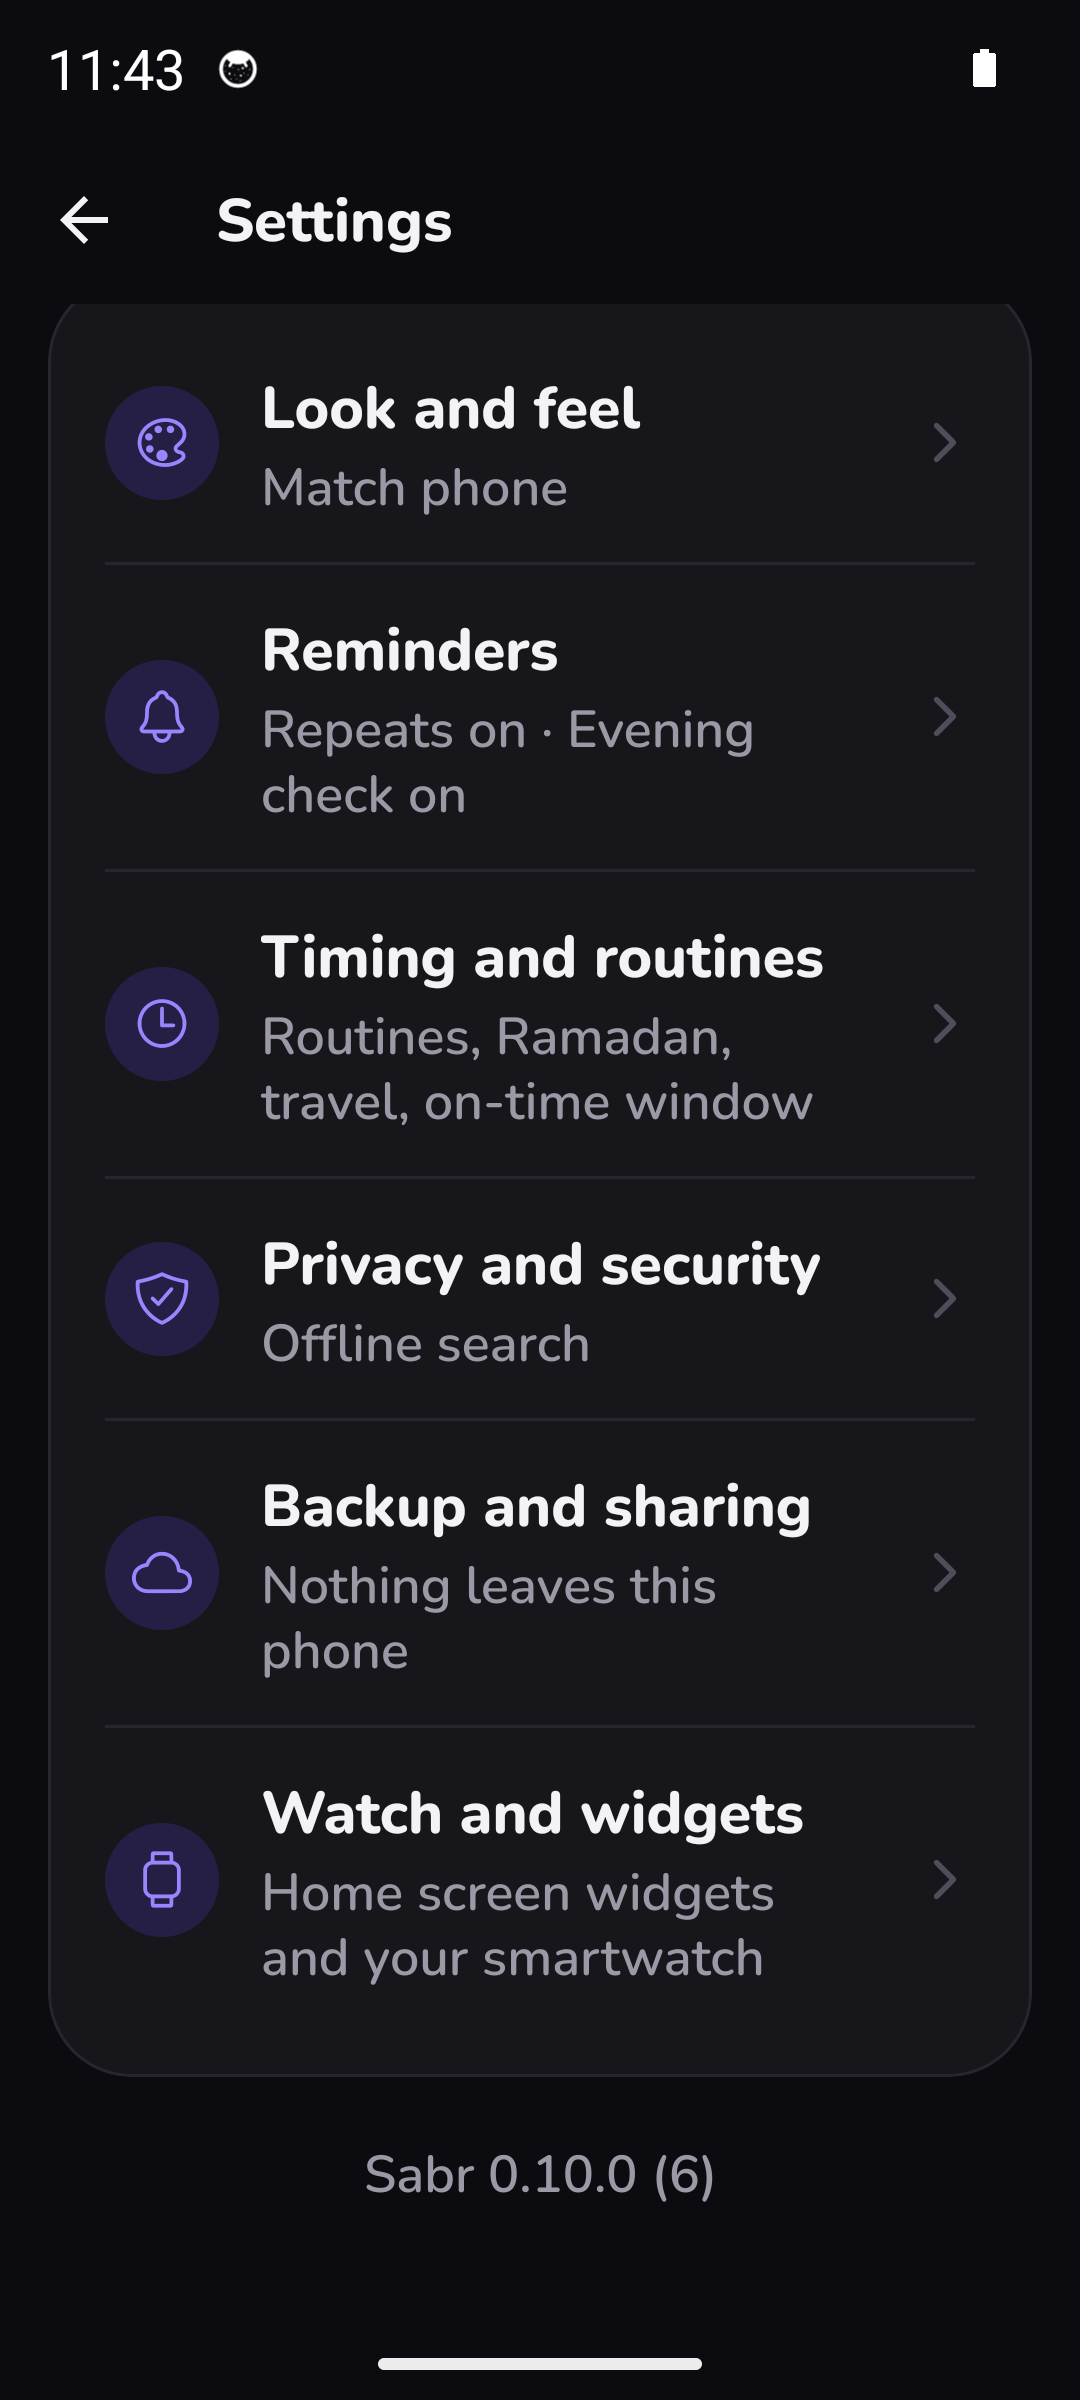 11:43
Settings
Look and feel
Match phone
Reminders
Repeats on · Evening
check on
Timing and routines
Routines, Ramadan,
travel, on-time window
Privacy and security
Offline search
Backup and sharing
Nothing leaves this
phone
Watch and widgets
Home screen widgets
and your smartwatch
Sabr 0.10.0 (6)